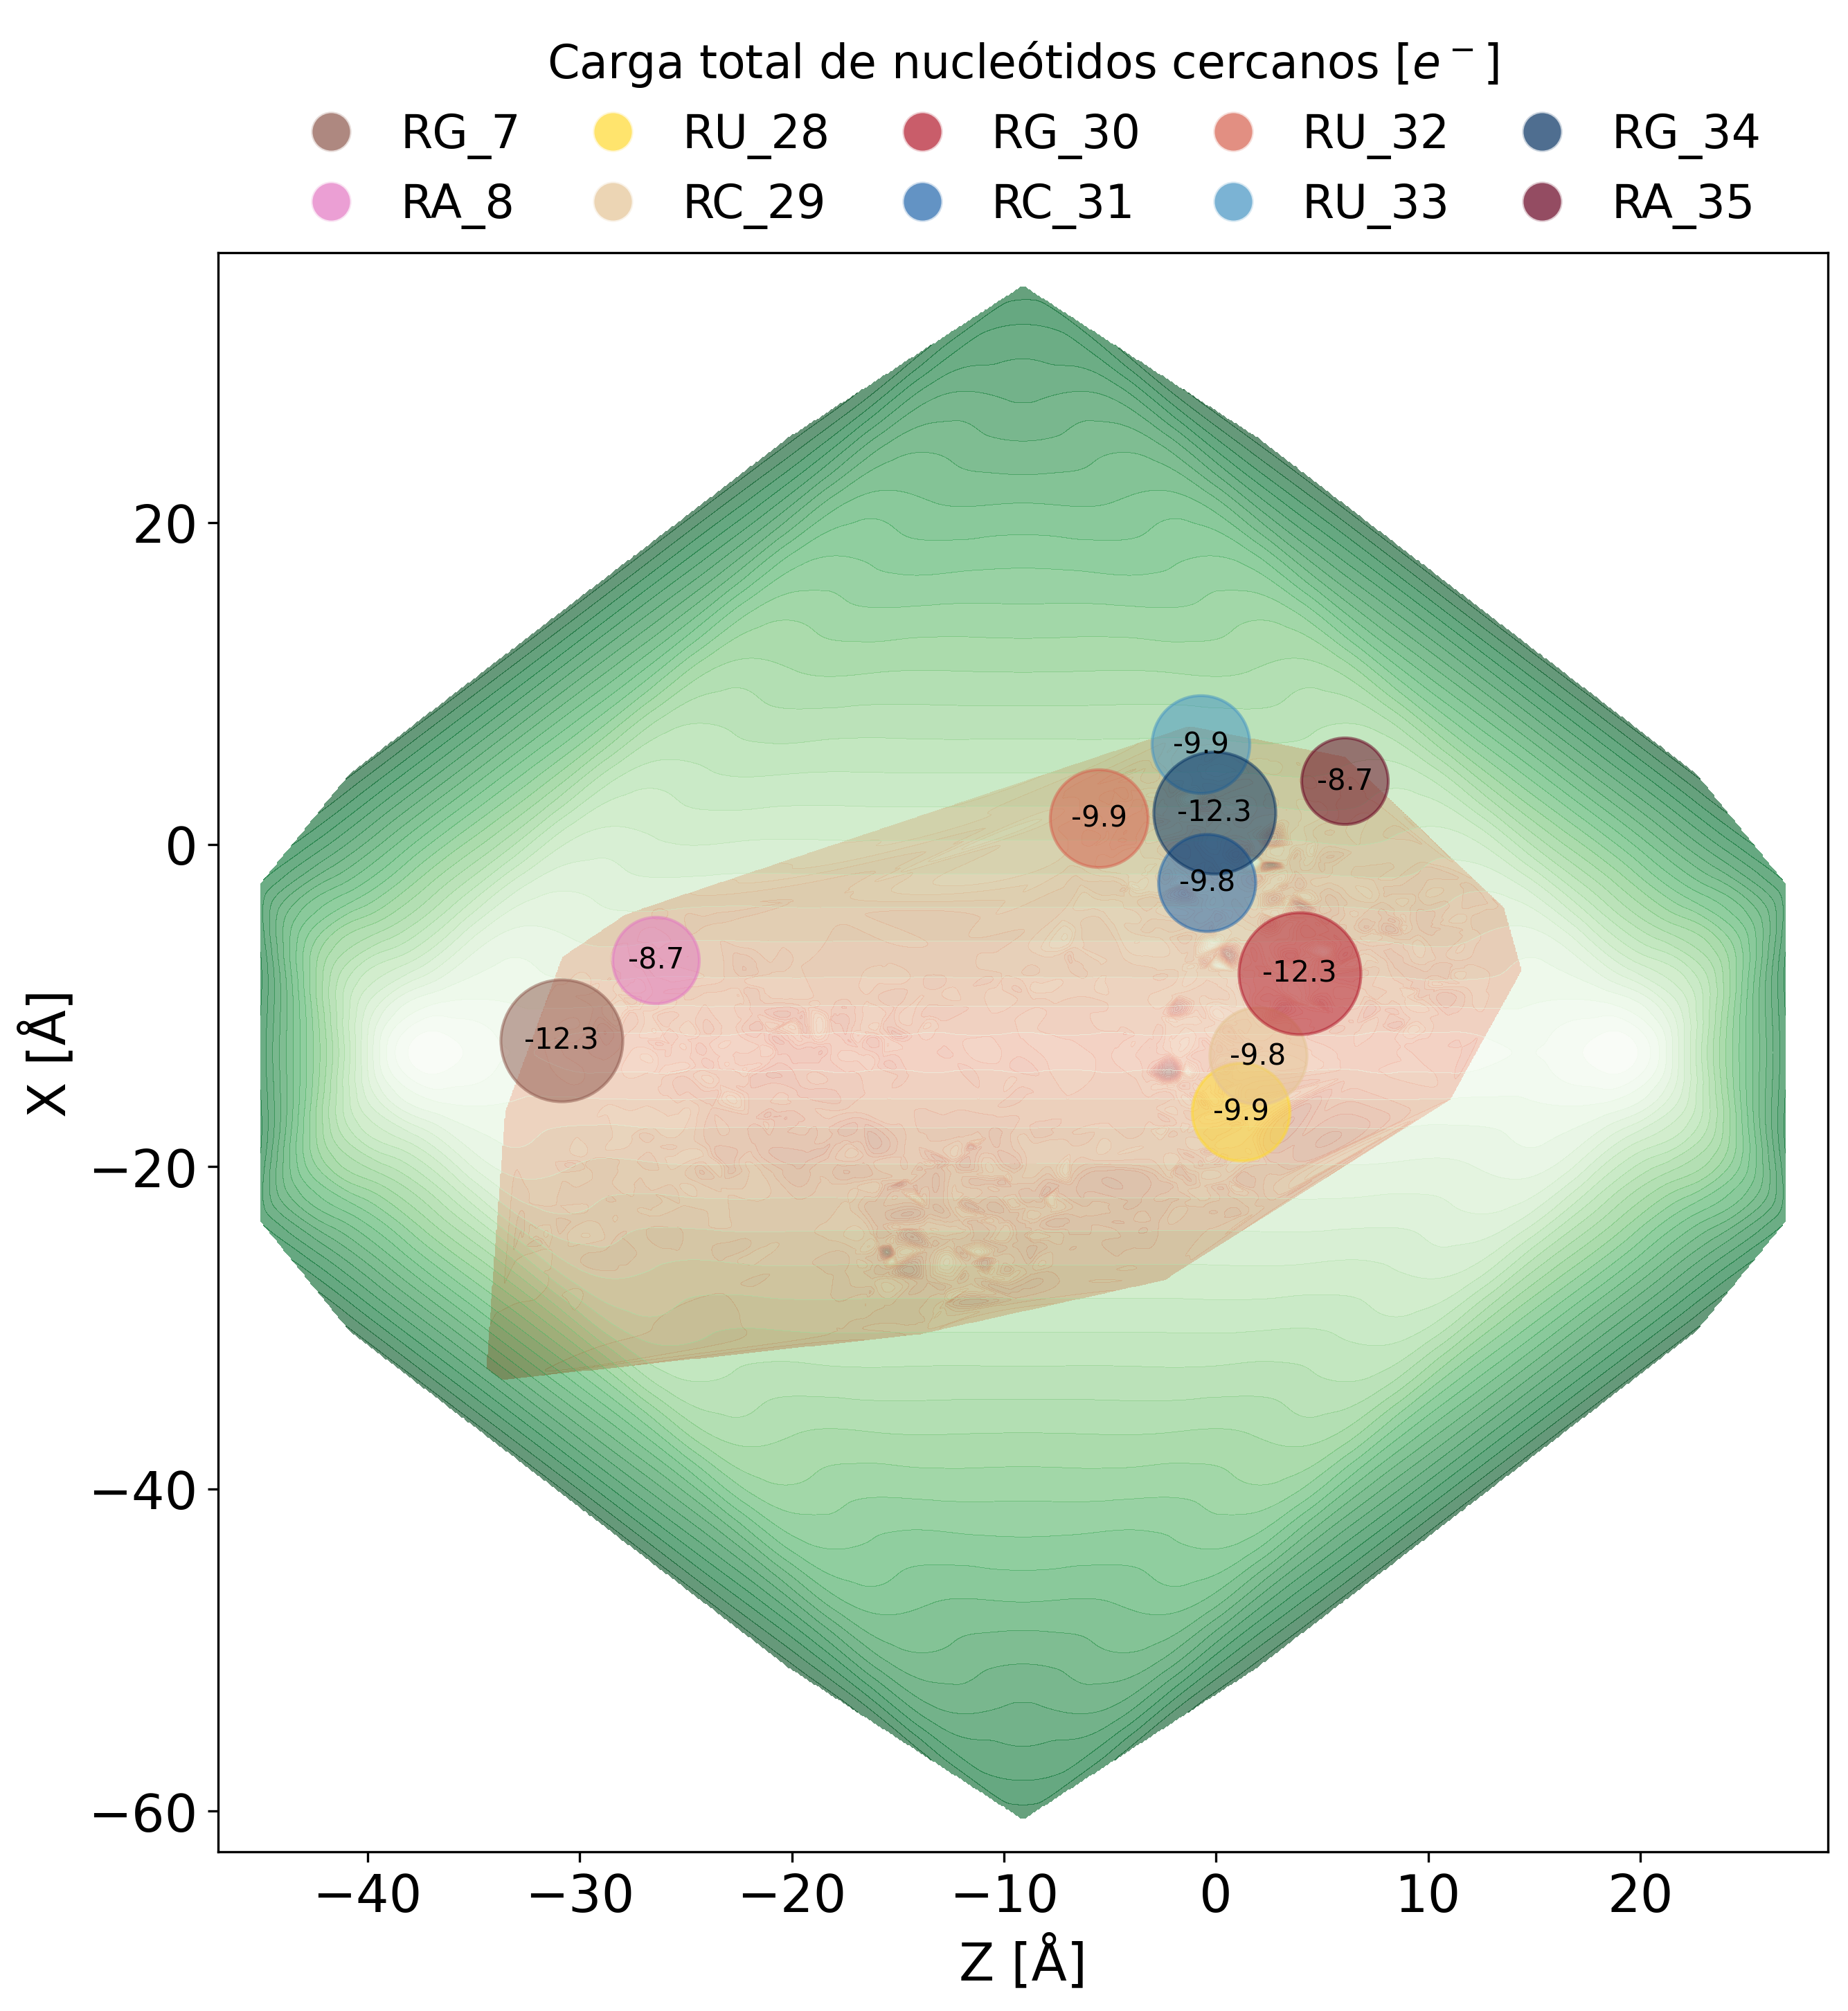 Carga total de nucleótidos cercanos [e⁻]
RG_7 RU_28 RG_30 RU_32 RG_34
RA_8 RC_29 RC_31 RU_33 RA_35
20
0
−20
−40
−60
X [Å]
-9.9
-8.7
-12.3
-9.9
-9.8
-8.7
-12.3
-12.3
-9.8
-9.9
−40 −30 −20 −10 0 10 20
Z [Å]